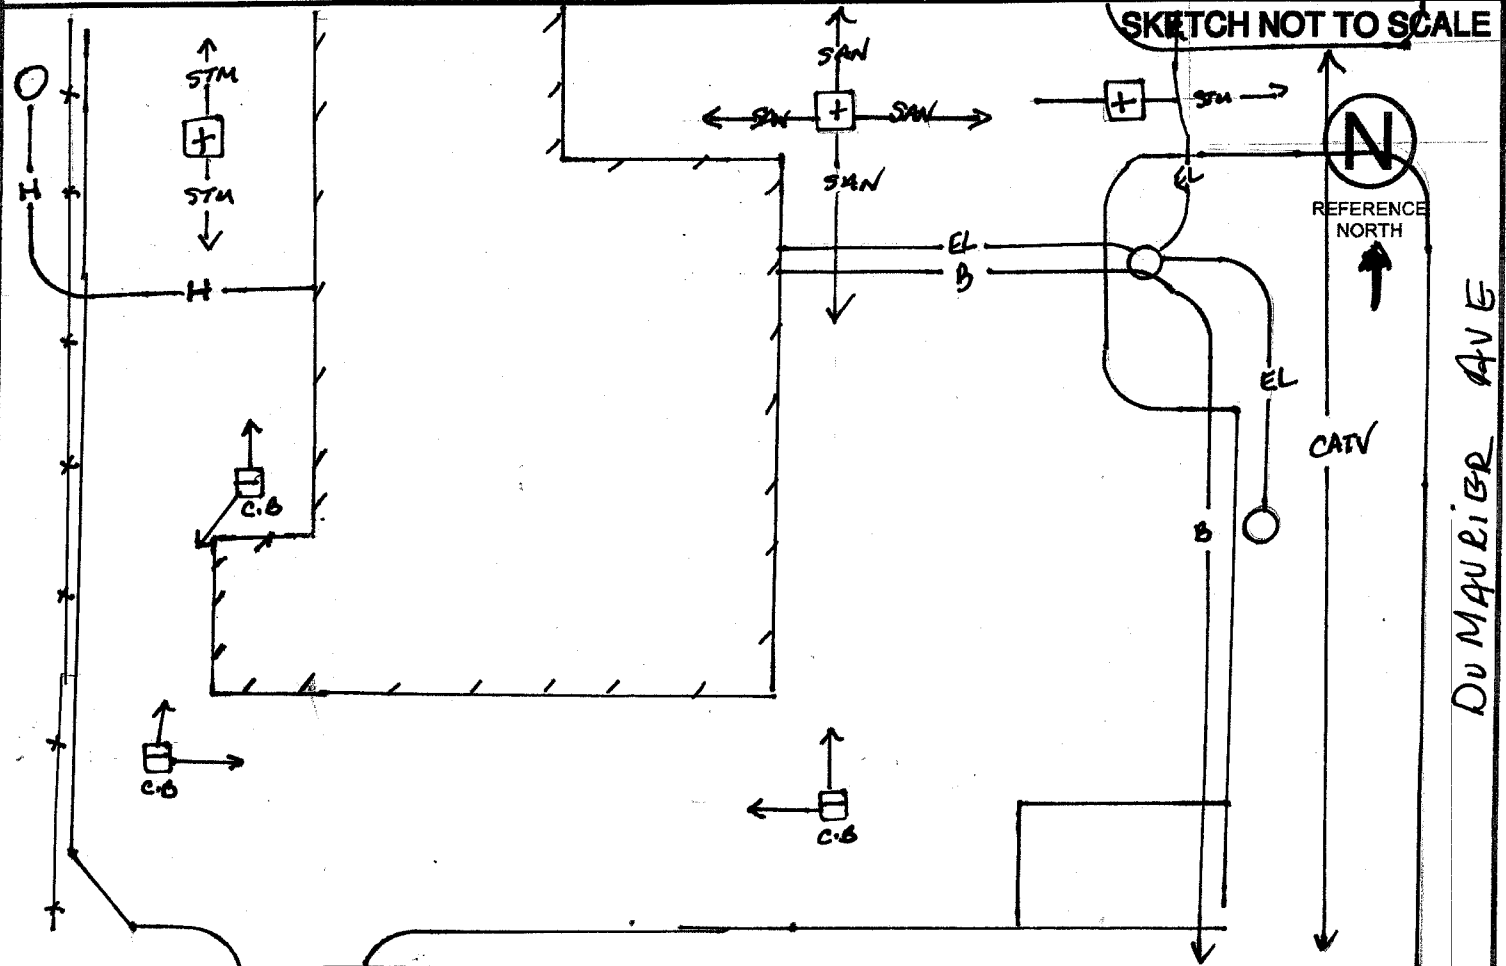 SKETCH NOT TO SCALE
SAN
STM
SAN
SAN
STM
N
H
STM
SAN
EL
REFERENCE
NORTH
EL
B
H
EL
CATV
C.B
B
DU MAURIER AVE
C.B
C.B